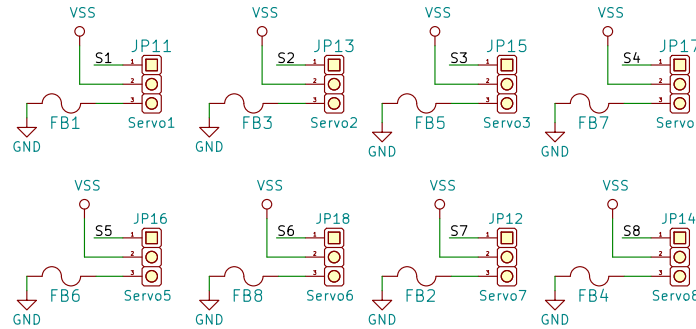 VSS VSS VSS VSS
JP11 JP13 JP15 JP17
S1 1 S2 1 S3 1 S4 1
2 2 2 2
3 3 3 3
FB1 Servo1 FB3 Servo2 FB5 Servo3 FB7 Servo
GND GND GND GND
VSS VSS VSS VSS
JP16 JP18 JP12 JP14
S5 1 S6 1 S7 1 S8 1
2 2 2 2
3 3 3 3
FB6 Servo5 FB8 Servo6 FB2 Servo7 FB4 Servo8
GND GND GND GND